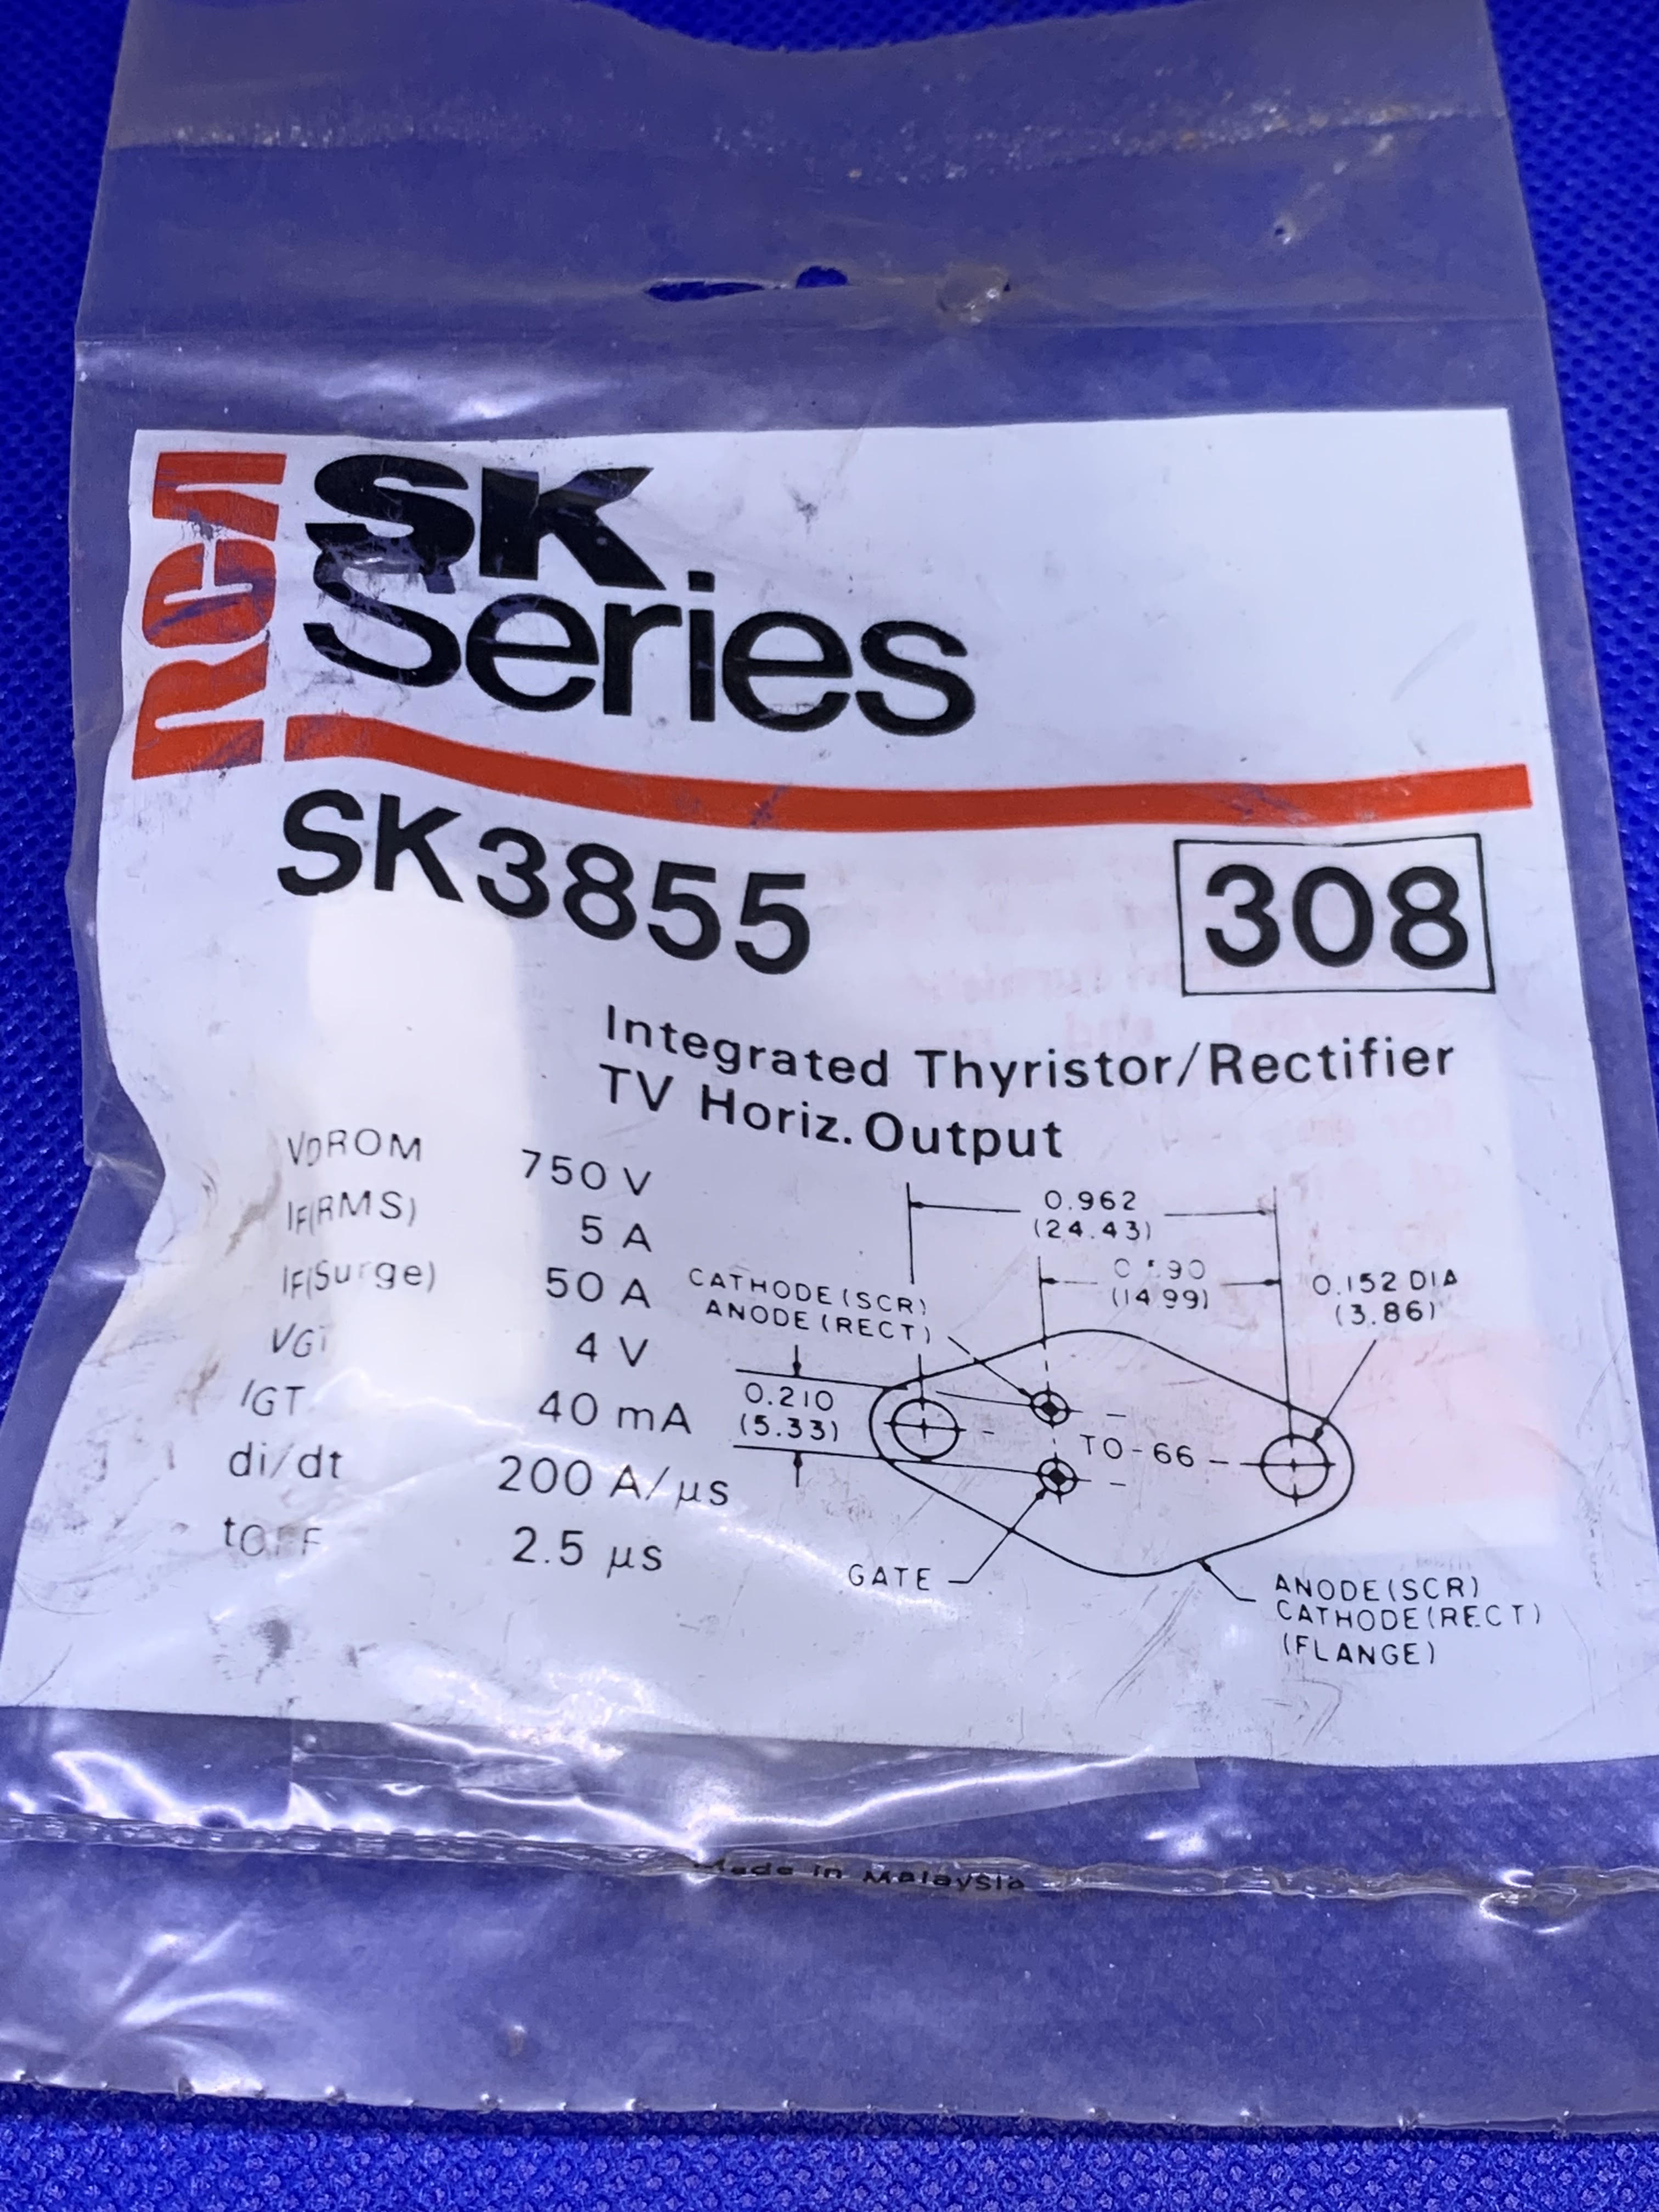 RCA
SK
Series
SK3855
308
Integrated Thyristor/Rectifier
TV Horiz. Output
VDROM 750 V
IF(RMS) 5 A
IF(Surge) 50 A
VGT 4 V
IGT 40 mA
di/dt 200 A/μs
tOFF 2.5 μs
0.962
(24.43)
(14.99)
0.152 DIA
(3.86)
CATHODE (SCR)
ANODE (RECT)
0.210
(5.33)
TO-66
GATE
ANODE(SCR)
CATHODE(RECT)
(FLANGE)
Made in Malaysia